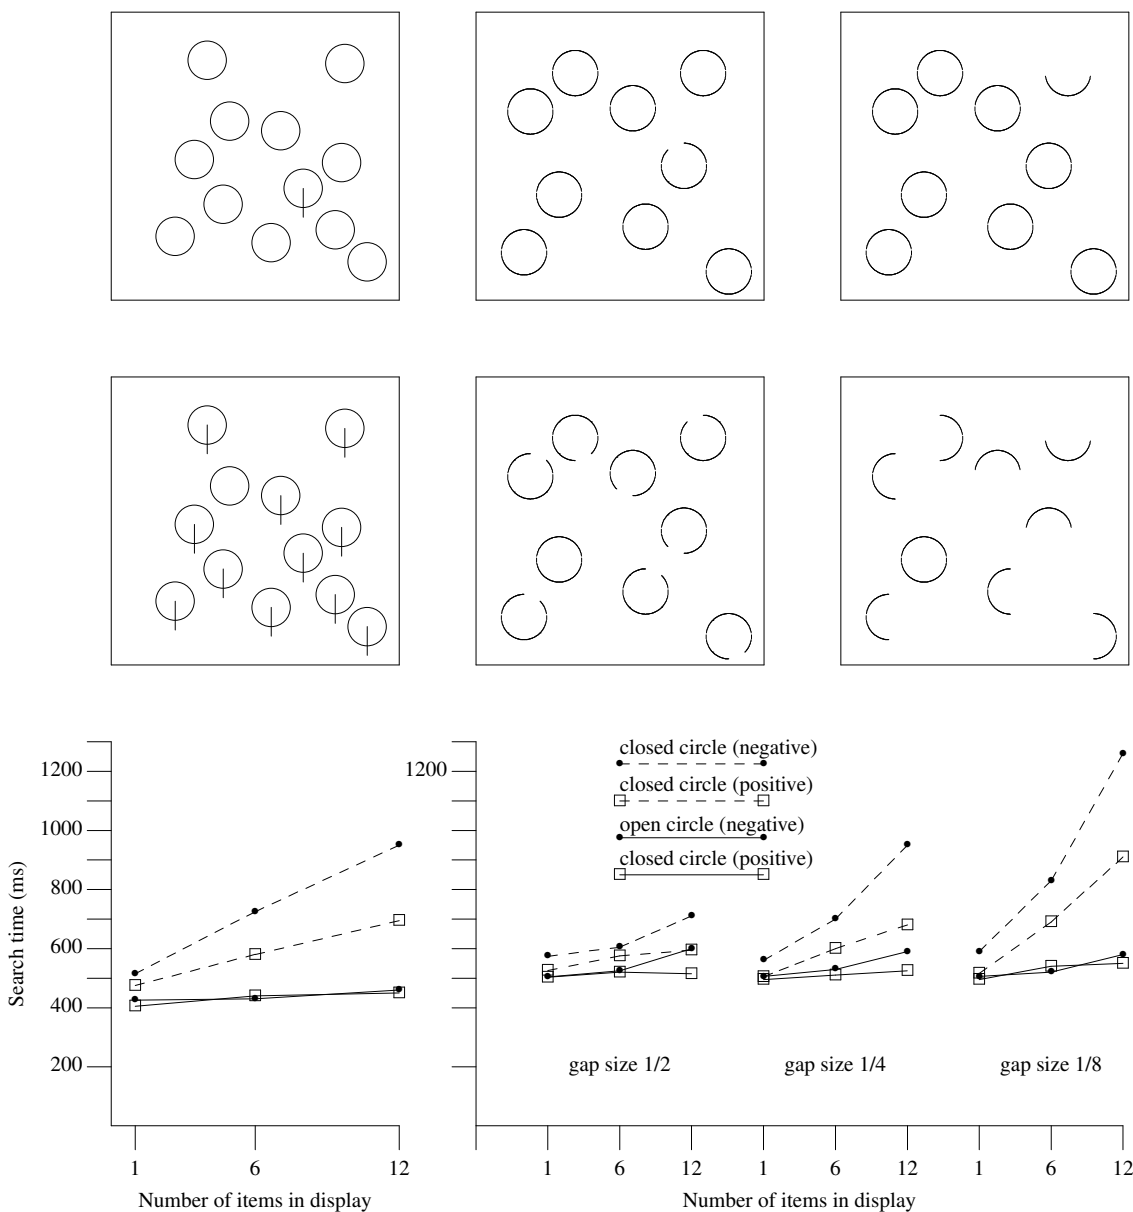 closed circle (negative)
1200
1200
closed circle (positive)
1000
open circle (negative)
closed circle (positive)
800
Search time (ms)
600
400
200
gap size 1/2
gap size 1/4
gap size 1/8
1
6
12
1
6
12
1
6
12
1
6
12
Number of items in display
Number of items in display